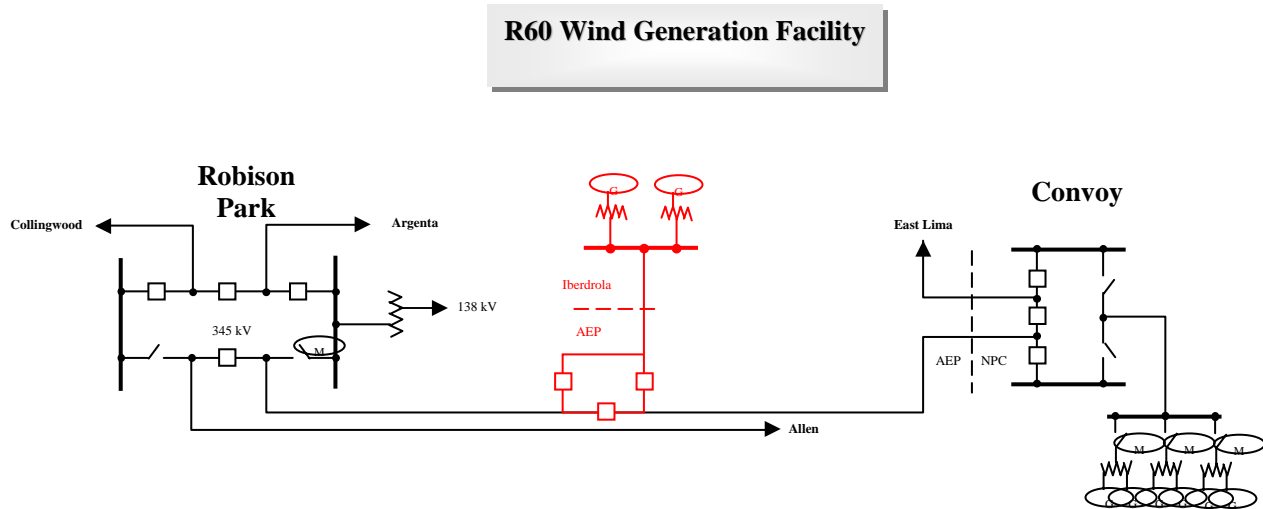 R60 Wind Generation Facility
Robison
Park
Convoy
Collingwood
Argenta
East Lima
G
G
Iberdrola
138 kV
345 kV
AEP
M
AEP
NPC
Allen
M
M
M
G
G